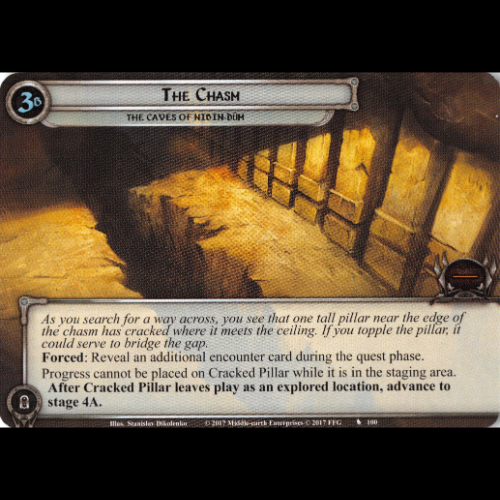 3B
THE CHASM
THE CAVES OF NIBIN-DÛM
As you search for a way across, you see that one tall pillar near the edge of
the chasm has cracked where it meets the ceiling. If you topple the pillar, it
could serve to bridge the gap.
Forced: Reveal an additional encounter card during the quest phase.
Progress cannot be placed on Cracked Pillar while it is in the staging area.
After Cracked Pillar leaves play as an explored location, advance to
stage 4A.
Illus. Stanislav Dikolenko © 2017 Middle-earth Enterprises © 2017 FFG 100